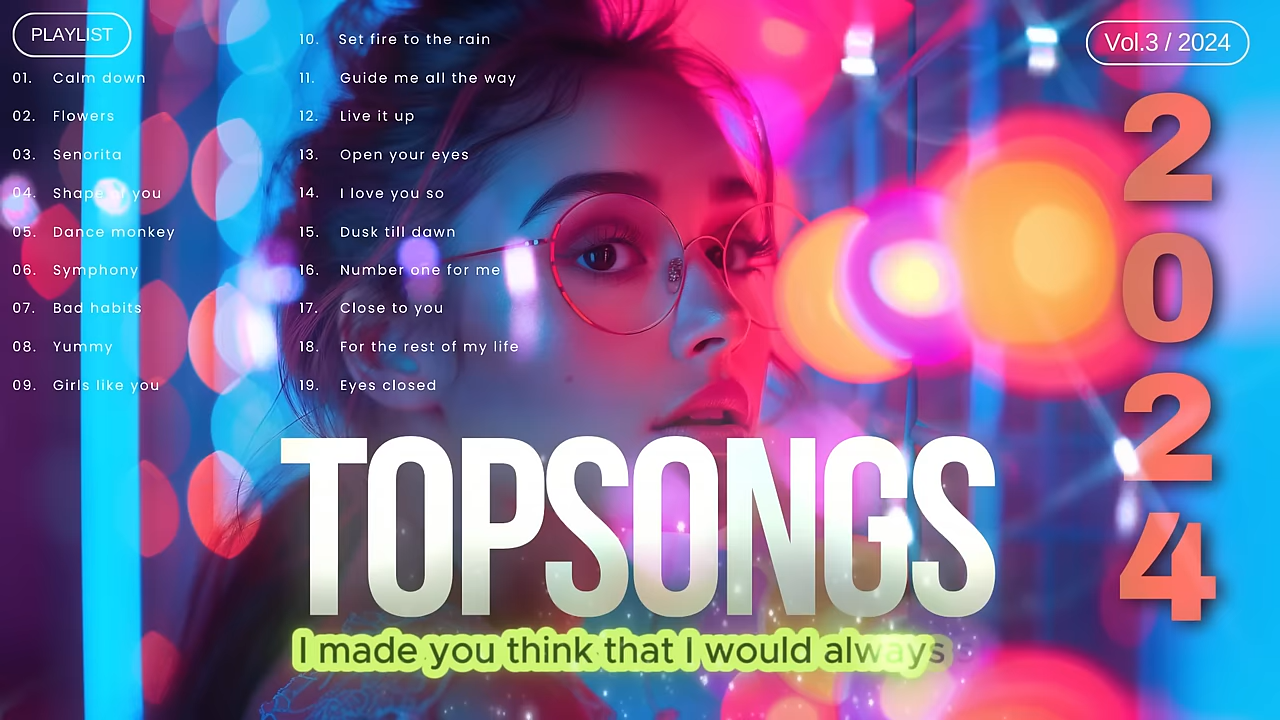 PLAYLIST
01. Calm down
02. Flowers
03. Senorita
04. Shape of you
05. Dance monkey
06. Symphony
07. Bad habits
08. Yummy
09. Girls like you
10. Set fire to the rain
11. Guide me all the way
12. Live it up
13. Open your eyes
14. I love you so
15. Dusk till dawn
16. Number one for me
17. Close to you
18. For the rest of my life
19. Eyes closed
Vol.3 / 2024
2
0
2
4
TOPSONGS
I made you think that I would always